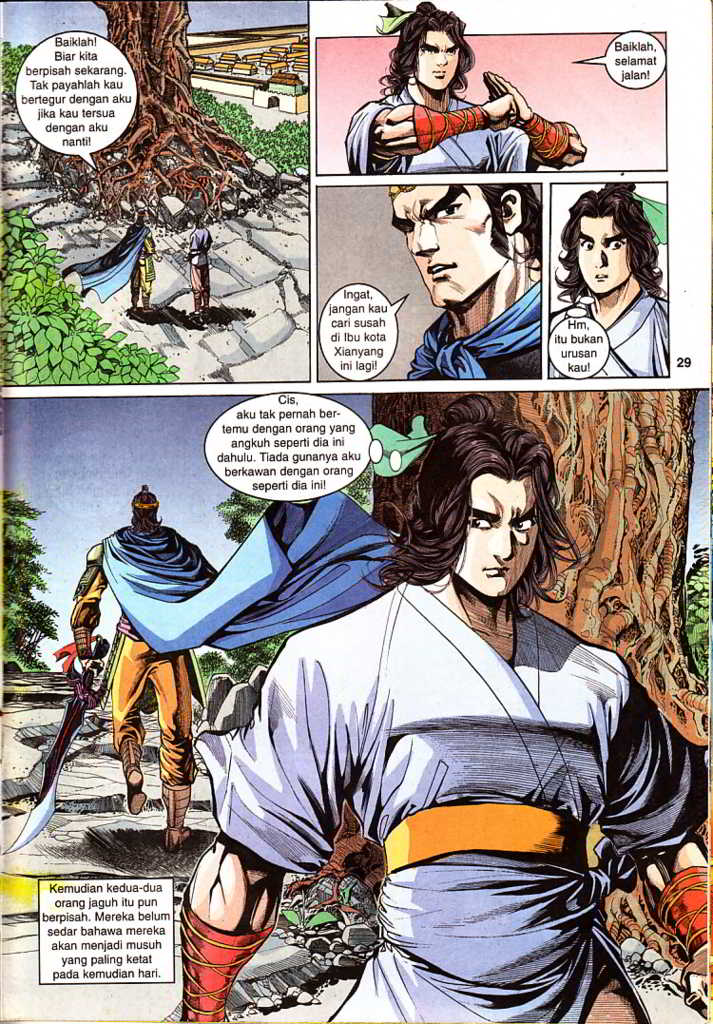 Baiklah!
Biar kita
berpisah sekarang.
Tak payahlah kau
bertegur dengan aku
jika kau tersua
dengan aku
nanti!
Baiklah,
selamat
jalan!
Ingat,
jangan kau
cari susah
di Ibu kota
Xianyang
ini lagi!
Hm,
itu bukan
urusan
kau!
29
Cis,
aku tak pernah ber-
temu dengan orang yang
angkuh seperti dia ini
dahulu. Tiada gunanya aku
berkawan dengan orang
seperti dia ini!
Kemudian kedua-dua
orang jaguh itu pun
berpisah. Mereka belum
sedar bahawa mereka
akan menjadi musuh
yang paling ketat
pada kemudian hari.